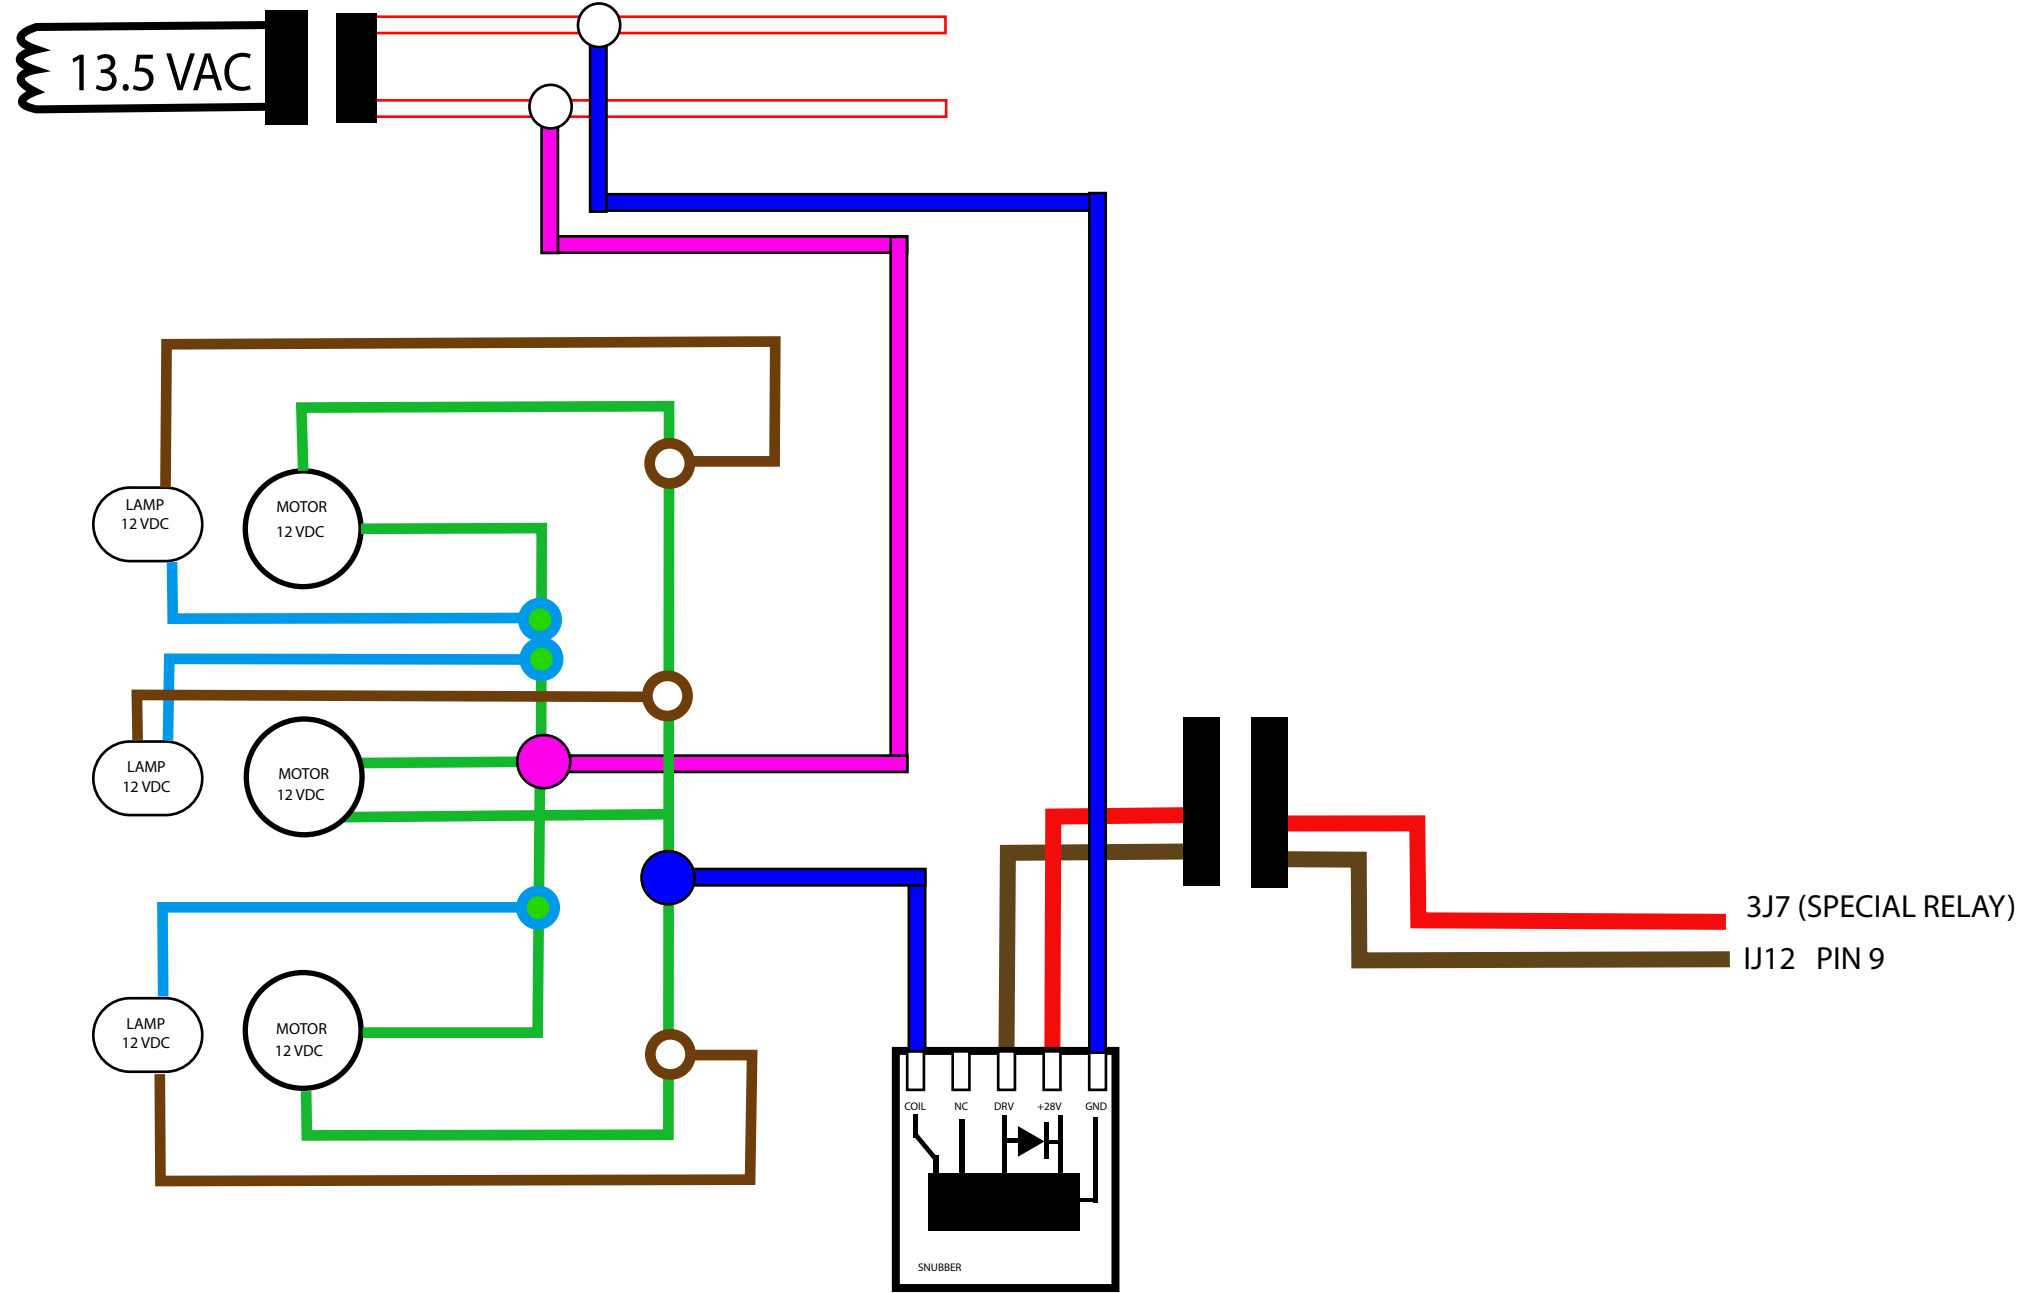 13.5 VAC
LAMP
12 VDC
MOTOR
12 VDC
LAMP
12 VDC
MOTOR
12 VDC
3J7 (SPECIAL RELAY)
IJ12 PIN 9
LAMP
12 VDC
MOTOR
12 VDC
COIL NC DRV +28V GND
SNUBBER